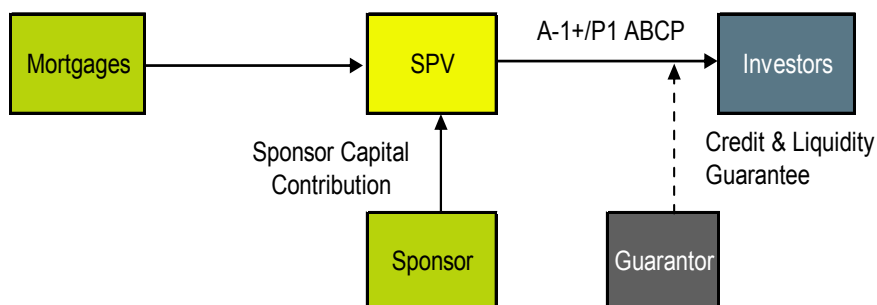 A-1+/P1 ABCP
Mortgages
SPV
Investors
Sponsor Capital
Contribution
Credit & Liquidity
Guarantee
Sponsor
Guarantor